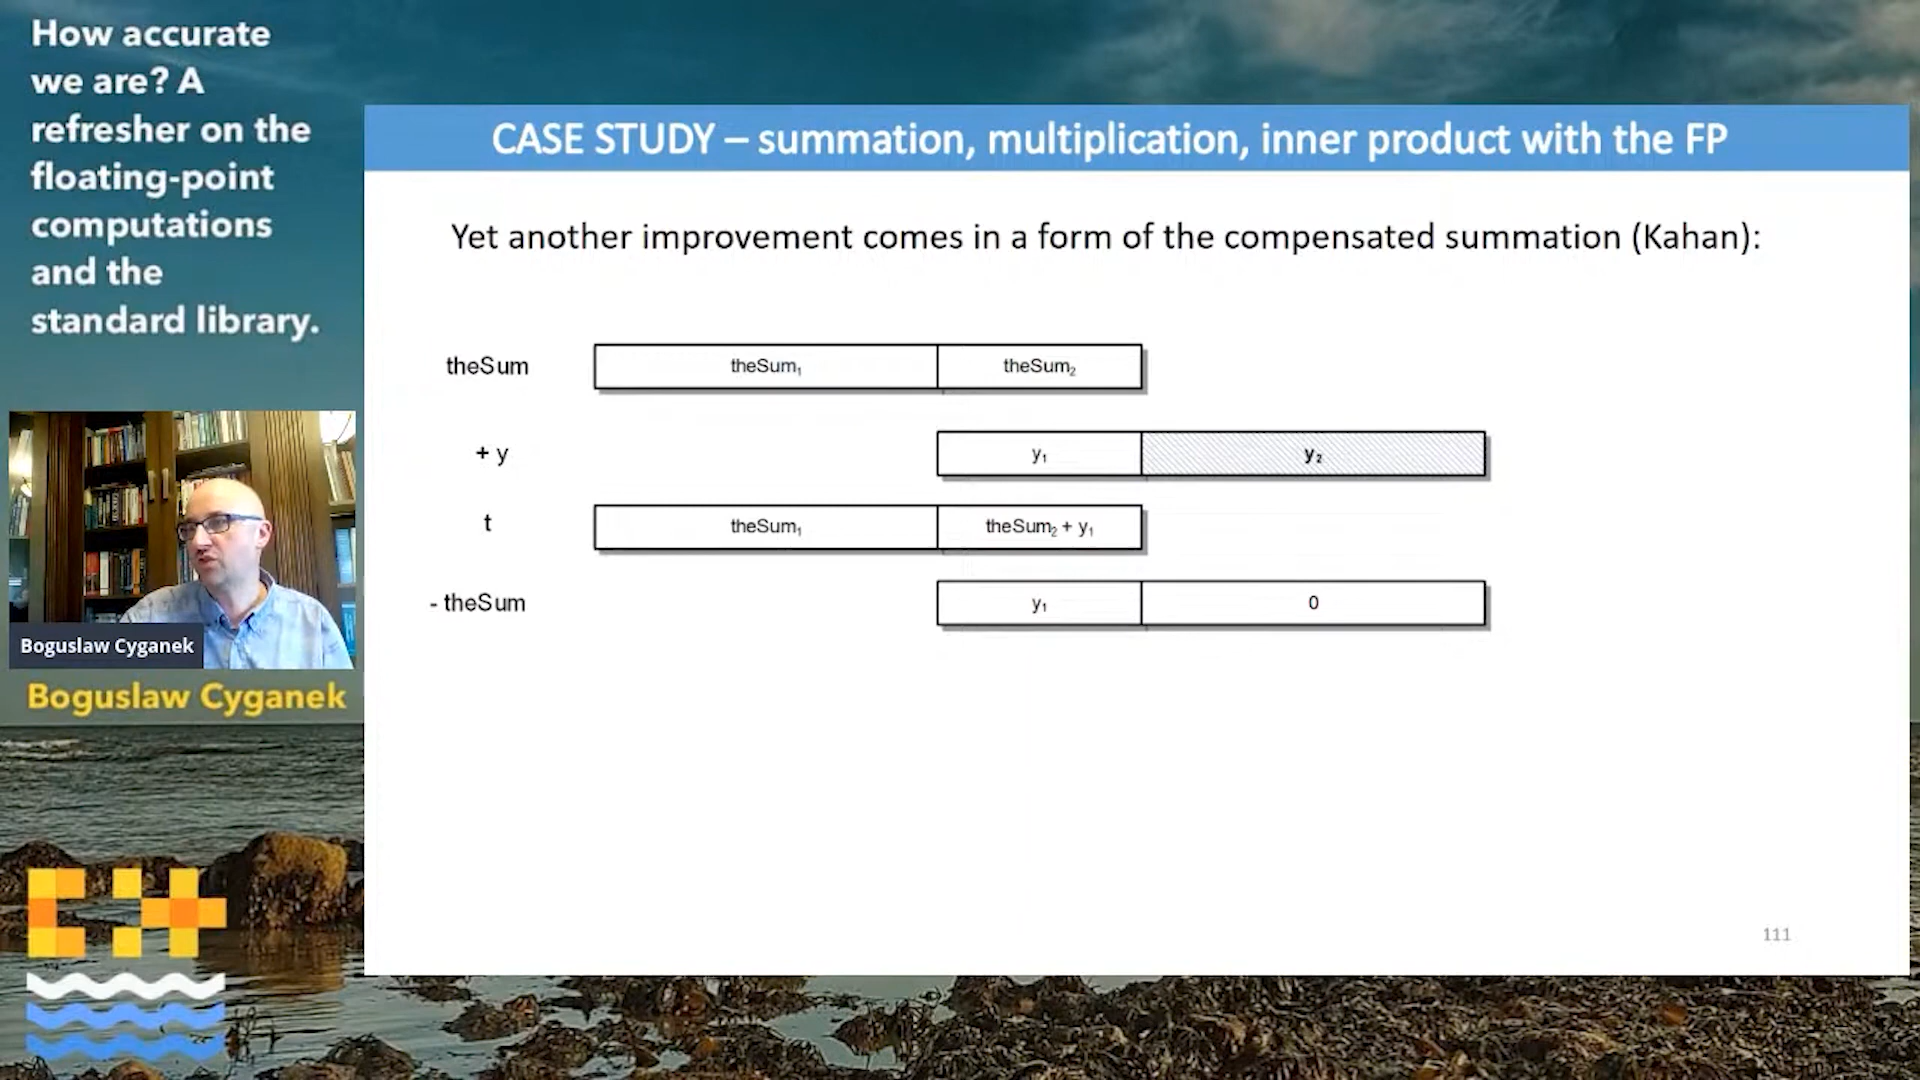 How accurate
we are? A
refresher on the
floating-point
computations
and the
standard library.
Boguslaw Cyganek
Boguslaw Cyganek
CASE STUDY – summation, multiplication, inner product with the FP
Yet another improvement comes in a form of the compensated summation (Kahan):
theSum theSum₁ theSum₂
+ y y₁ y₂
t theSum₁ theSum₂ + y₁
- theSum y₁ 0
111